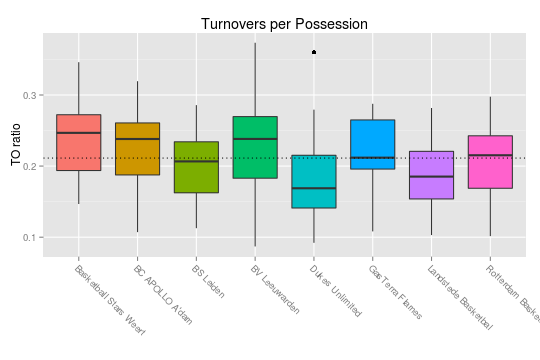 Turnovers per Possession
TO ratio
0.3
0.2
0.1
Basketball Stars Weert
BC APOLLO A'dam
BS Leiden
BV Leeuwarden
Dukes Unlimited
GasTerra Flames
Landstede Basketbal
Rotterdam Baske